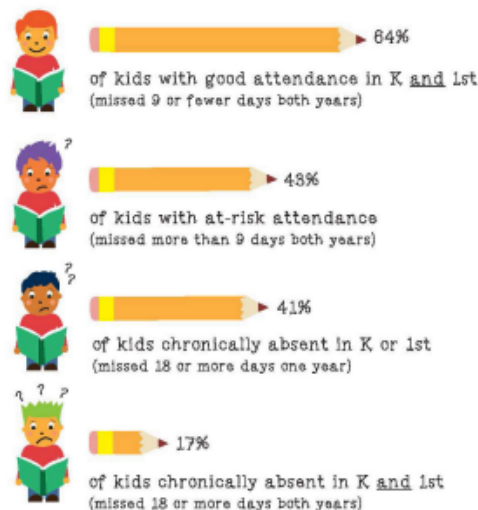 64%
of kids with good attendance in K and 1st
(missed 9 or fewer days both years)
?
43%
of kids with at-risk attendance
(missed more than 9 days both years)
? ?
41%
of kids chronically absent in K or 1st
(missed 18 or more days one year)
? ? ?
17%
of kids chronically absent in K and 1st
(missed 18 or more days both years)